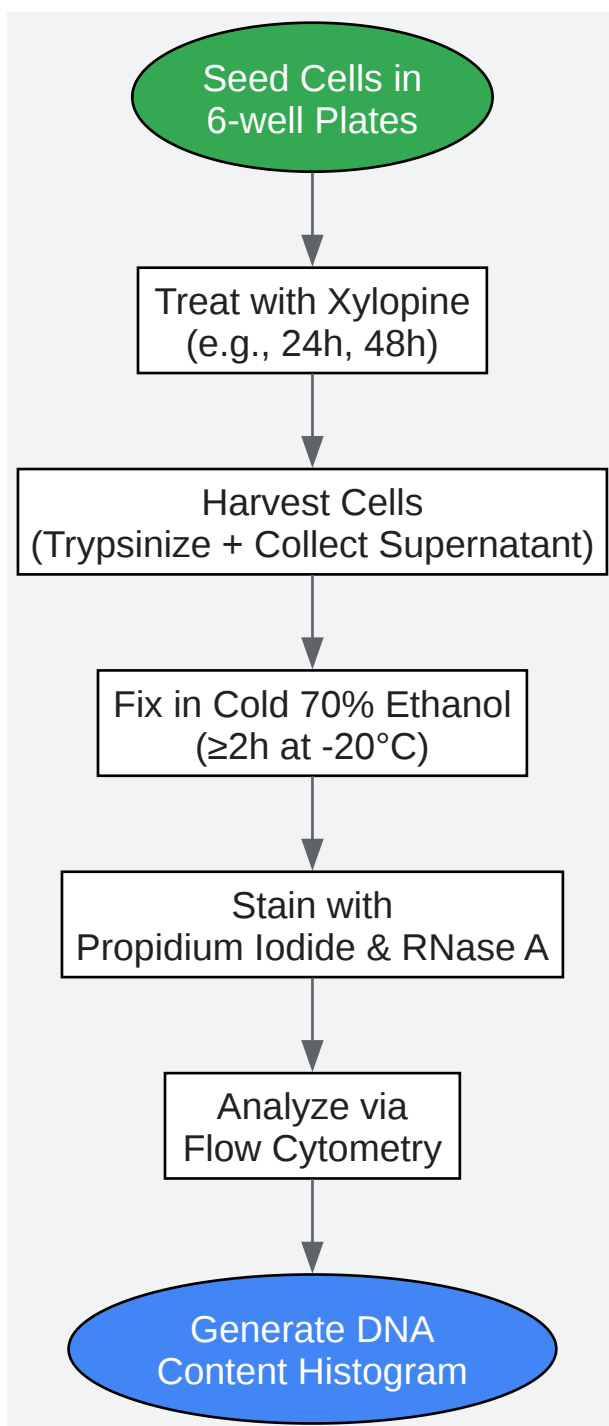 Seed Cells in
6-well Plates
Treat with Xylopine
(e.g., 24h, 48h)
Harvest Cells
(Trypsinize + Collect Supernatant)
Fix in Cold 70% Ethanol
(≥2h at -20°C)
Stain with
Propidium Iodide & RNase A
Analyze via
Flow Cytometry
Generate DNA
Content Histogram